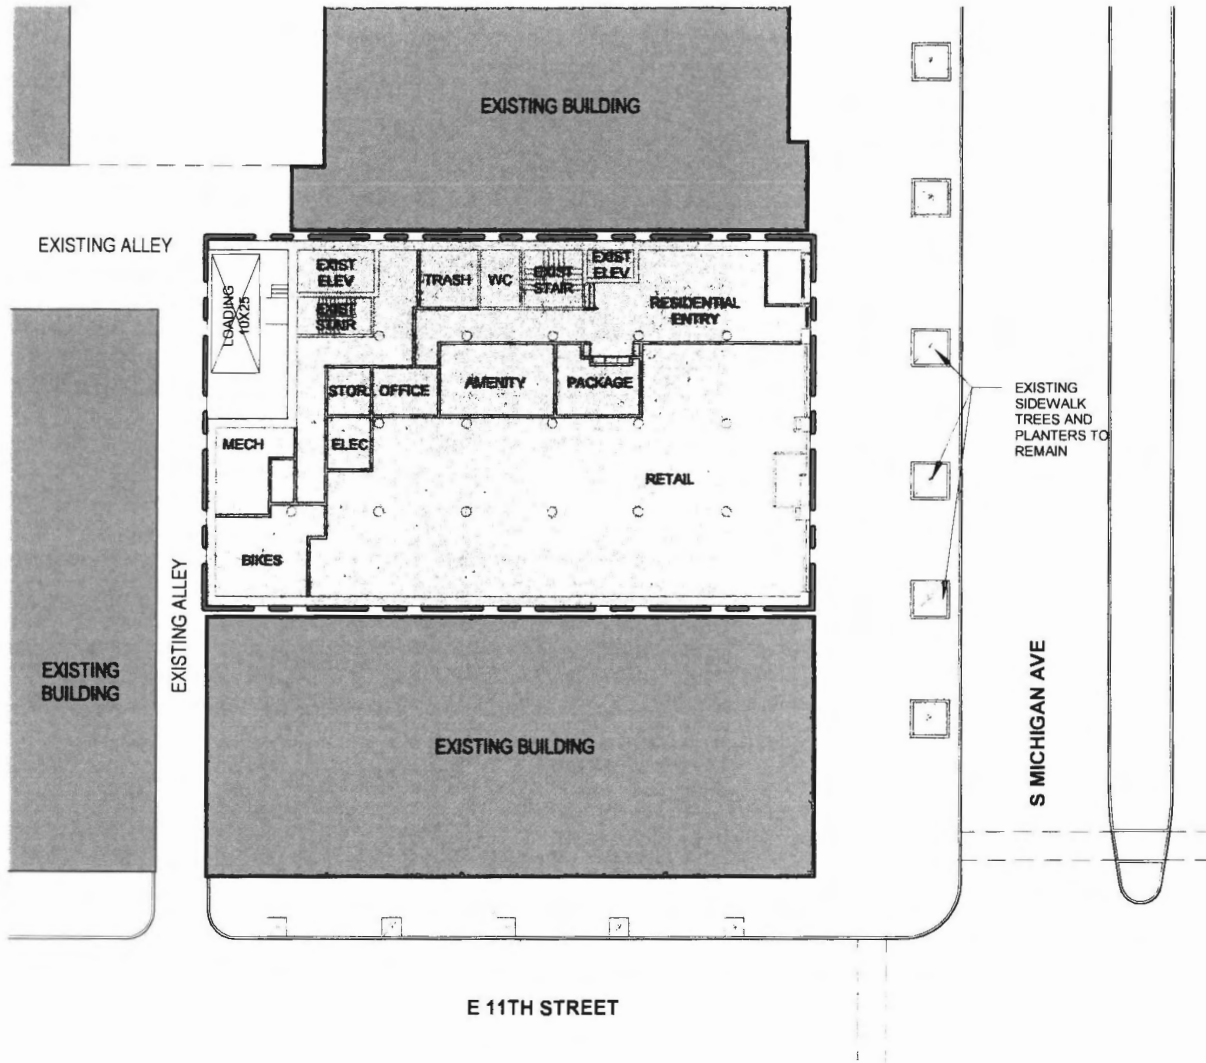 EXISTING BUILDING
EXISTING ALLEY
EXIST
ELEV
TRASH
WC
EXIST
STAIR
EXIST
ELEV
LOADING
10X25
EXIST
STAIR
RESIDENTIAL
ENTRY
STOR.
OFFICE
AMENITY
PACKAGE
EXISTING
SIDEWALK
TREES AND
PLANTERS TO
REMAIN
MECH
ELEC
RETAIL
BIKES
EXISTING ALLEY
EXISTING
BUILDING
EXISTING BUILDING
S MICHIGAN AVE
E 11TH STREET